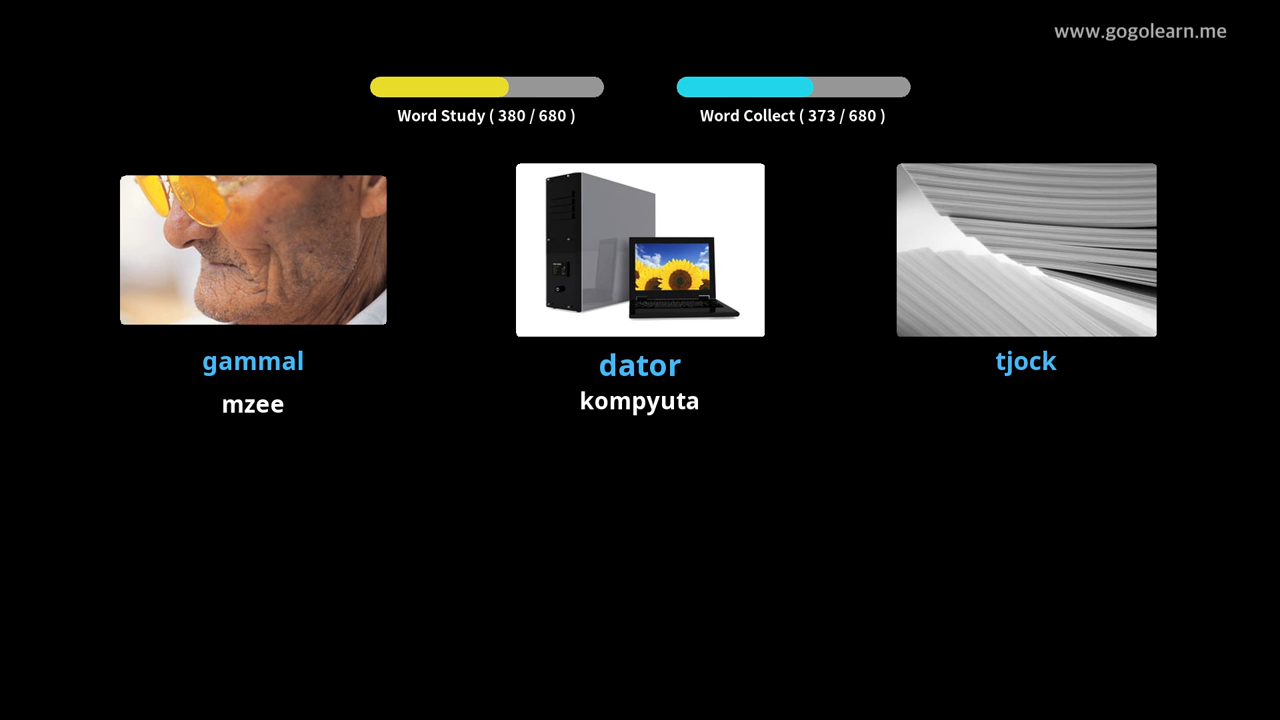 www.gogolearn.me
Word Study ( 380 / 680 )
Word Collect ( 373 / 680 )
gammal
mzee
dator
kompyuta
tjock